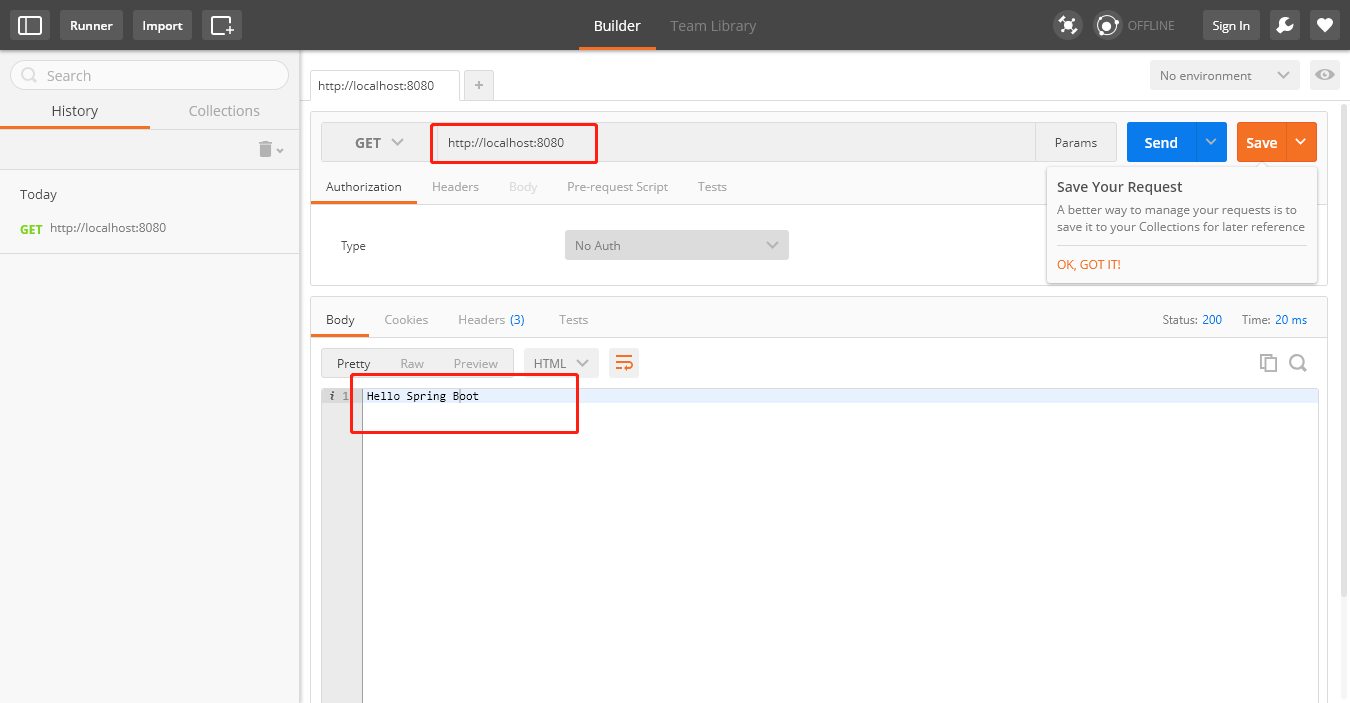 Runner Import Builder Team Library OFFLINE Sign In
Search
History Collections
Today
GET http://localhost:8080
http://localhost:8080 +
No environment
GET http://localhost:8080 Params Send Save
Authorization Headers Body Pre-request Script Tests
Type No Auth
Save Your Request
A better way to manage your requests is to
save it to your Collections for later reference
OK, GOT IT!
Body Cookies Headers (3) Tests Status: 200 Time: 20 ms
Pretty Raw Preview HTML
i 1 Hello Spring Boot